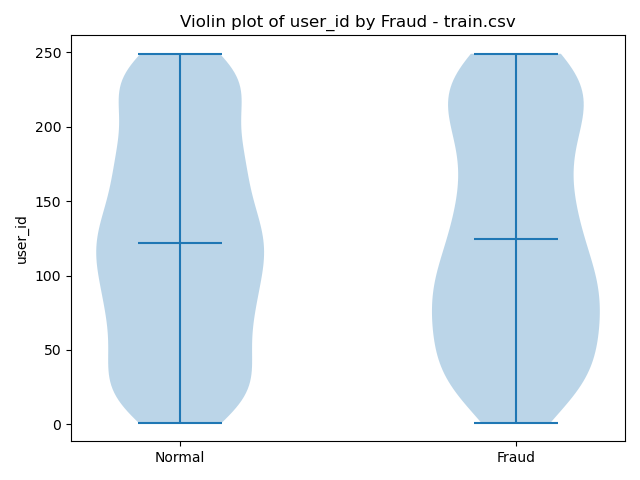 Violin plot of user_id by Fraud - train.csv
250
200
150
100
50
0
user_id
Normal
Fraud